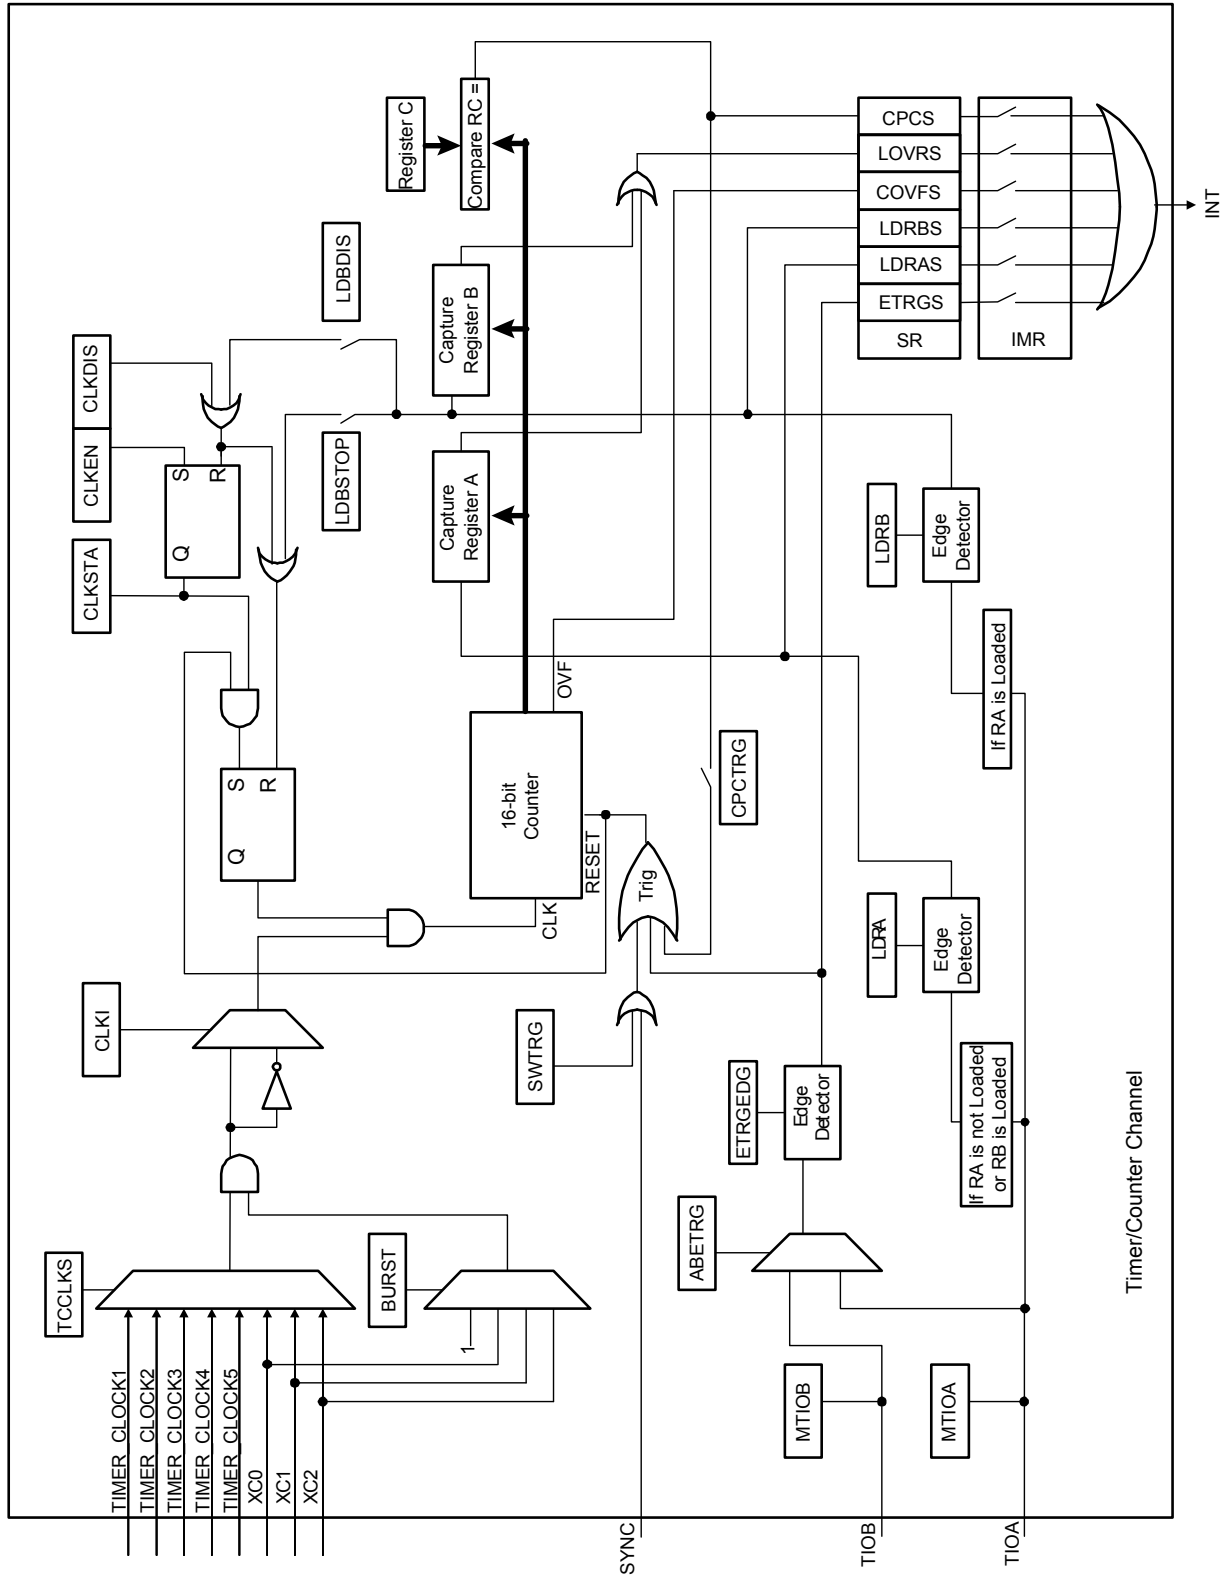 TCCLKS
TIMER_CLOCK1
TIMER_CLOCK2
TIMER_CLOCK3
TIMER_CLOCK4
TIMER_CLOCK5
XC0
XC1
XC2
BURST
1
CLKI
CLKSTA
CLKEN
CLKDIS
Q
S
R
Q
S
R
LDBSTOP
LDBDIS
Register C
Compare RC =
Capture
Register A
Capture
Register B
16-bit
Counter
CLK
OVF
RESET
Trig
CPCTRG
SWTRG
SYNC
ABETRG
ETRGEDG
Edge
Detector
MTIOB
TIOB
MTIOA
TIOA
LDRA
Edge
Detector
If RA is not Loaded
or RB is Loaded
LDRB
Edge
Detector
If RA is Loaded
CPCS
LOVRS
COVFS
LDRBS
LDRAS
ETRGS
SR
IMR
INT
Timer/Counter Channel